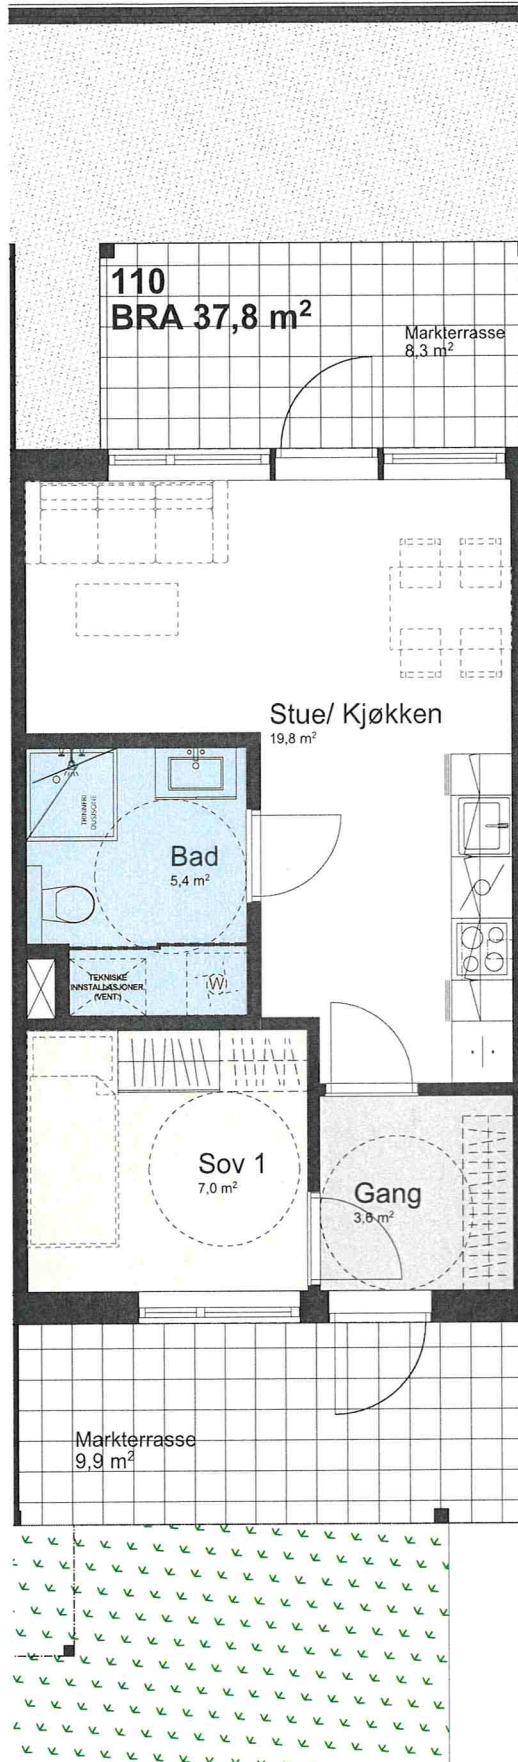 110
BRA 37,8 m²
Markterrasse
8,3 m²
Stue/ Kjøkken
19,8 m²
TRINNFRI
DUSJSONE
Bad
5,4 m²
TEKNISKE
INNSTALLASJONER
(VENT.)
W
Sov 1
7,0 m²
Gang
3,6 m²
Markterrasse
9,9 m²